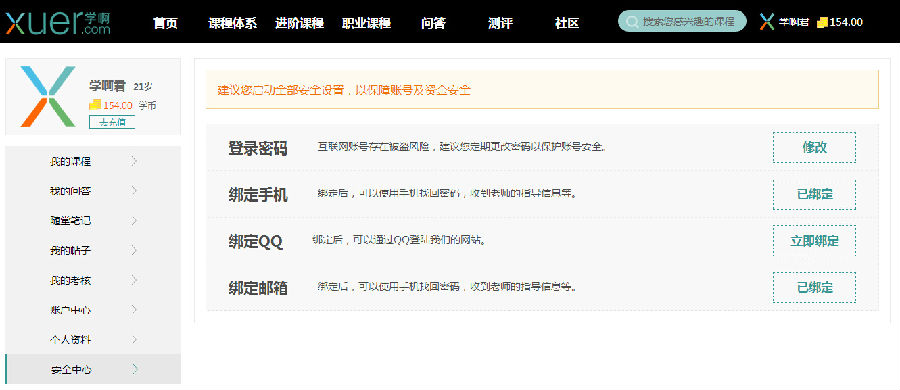 xuer学啊.com
首页 课程体系 进阶课程 职业课程 问答 测评 社区 搜索您感兴趣的课程 学啊君 154.00
学啊君 21岁
154.00 学币
去充值
我的课程
我的问答
随堂笔记
我的帖子
我的考核
账户中心
个人资料
安全中心
建议您启动全部安全设置，以保障账号及资金安全
登录密码 互联网账号存在被盗风险，建议您定期更改密码以保护账号安全。 修改
绑定手机 绑定后，可以使用手机找回密码，收到老师的指导信息等。 已绑定
绑定QQ 绑定后，可以通过QQ登陆我们的网站。 立即绑定
绑定邮箱 绑定后，可以使用手机找回密码，收到老师的指导信息等。 已绑定